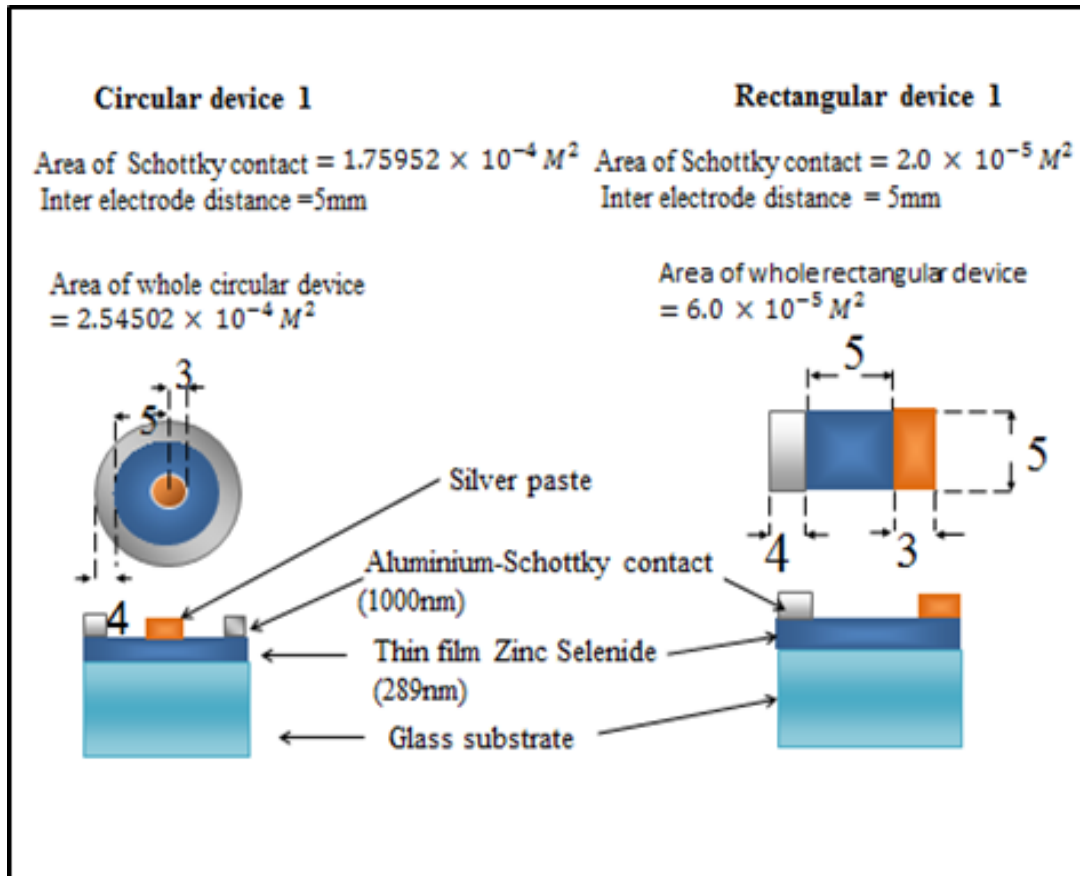 Circular device 1
Area of Schottky contact = 1.75952 × 10⁻⁴ M²
Inter electrode distance =5mm
Area of whole circular device
= 2.54502 × 10⁻⁴ M²
3
5
4
Rectangular device 1
Area of Schottky contact = 2.0 × 10⁻⁵ M²
Inter electrode distance = 5mm
Area of whole rectangular device
= 6.0 × 10⁻⁵ M²
5
5
4
3
Silver paste
Aluminium-Schottky contact
(1000nm)
Thin film Zinc Selenide
(289nm)
Glass substrate